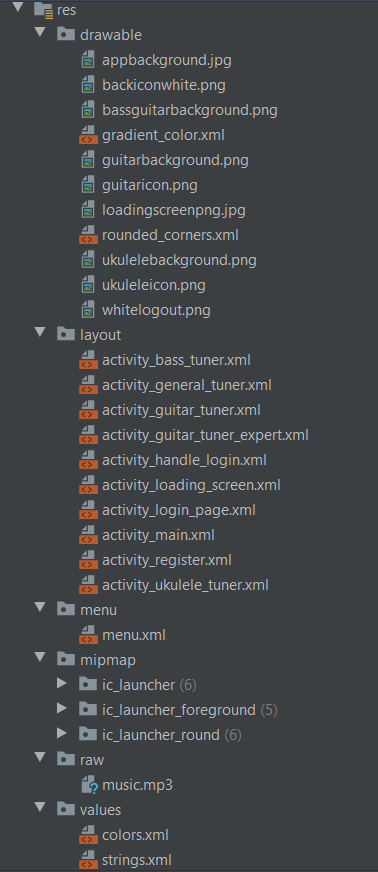 res
drawable
appbackground.jpg
backiconwhite.png
bassguitarbackground.png
gradient_color.xml
guitarbackground.png
guitaricon.png
loadingscreenpng.jpg
rounded_corners.xml
ukulelebackground.png
ukuleleicon.png
whitelogout.png
layout
activity_bass_tuner.xml
activity_general_tuner.xml
activity_guitar_tuner.xml
activity_guitar_tuner_expert.xml
activity_handle_login.xml
activity_loading_screen.xml
activity_login_page.xml
activity_main.xml
activity_register.xml
activity_ukulele_tuner.xml
menu
menu.xml
mipmap
ic_launcher (6)
ic_launcher_foreground (5)
ic_launcher_round (6)
raw
music.mp3
values
colors.xml
strings.xml